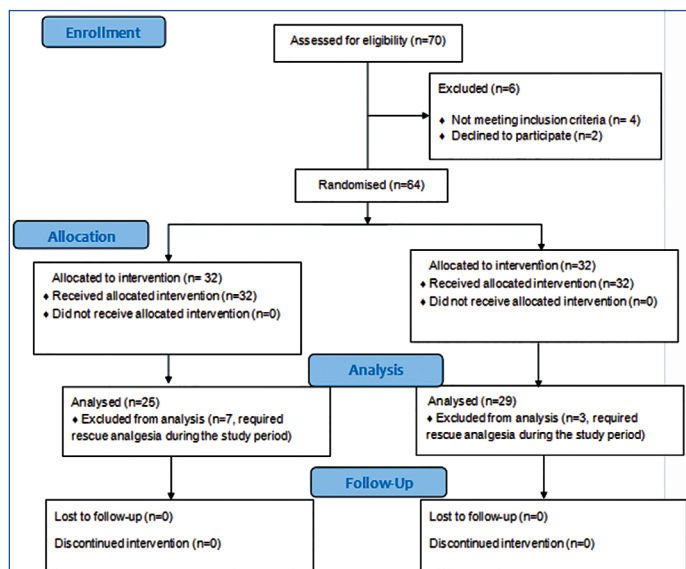 Enrollment
Assessed for eligibility (n=70)
Excluded (n=6)
♦ Not meeting inclusion criteria (n= 4)
♦ Declined to participate (n=2)
Randomised (n=64)
Allocation
Allocated to intervention (n= 32)
♦ Received allocated intervention (n=32)
♦ Did not receive allocated intervention (n=0)
Allocated to intervention (n=32)
♦ Received allocated intervention (n=32)
♦ Did not receive allocated intervention (n=0)
Analysis
Analysed (n=25)
♦ Excluded from analysis (n=7, required
rescue analgesia during the study period)
Analysed (n=29)
♦ Excluded from analysis (n=3, required
rescue analgesia during the study period)
Follow-Up
Lost to follow-up (n=0)
Discontinued intervention (n=0)
Lost to follow-up (n=0)
Discontinued intervention (n=0)